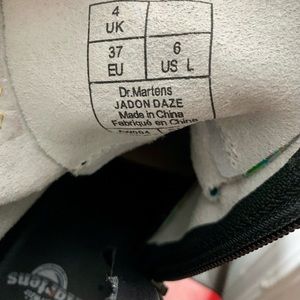 4
UK
37
EU
6
US L
Dr.Martens
JADON DAZE
Made in China
Fabriqué en Chine